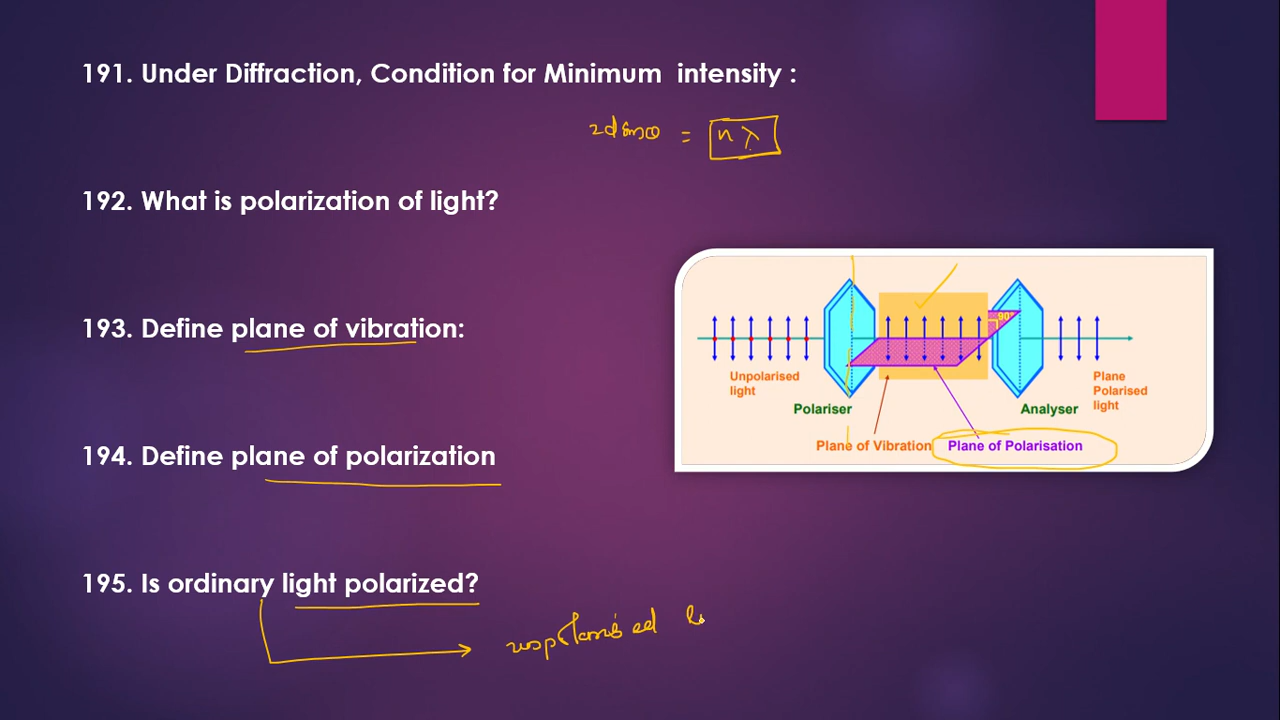 191. Under Diffraction, Condition for Minimum intensity :
2d sinθ = nλ
192. What is polarization of light?
193. Define plane of vibration:
90°
Unpolarised
light
Plane
Polarised
light
Polariser
Analyser
Plane of Vibration
Plane of Polarisation
194. Define plane of polarization
195. Is ordinary light polarized?